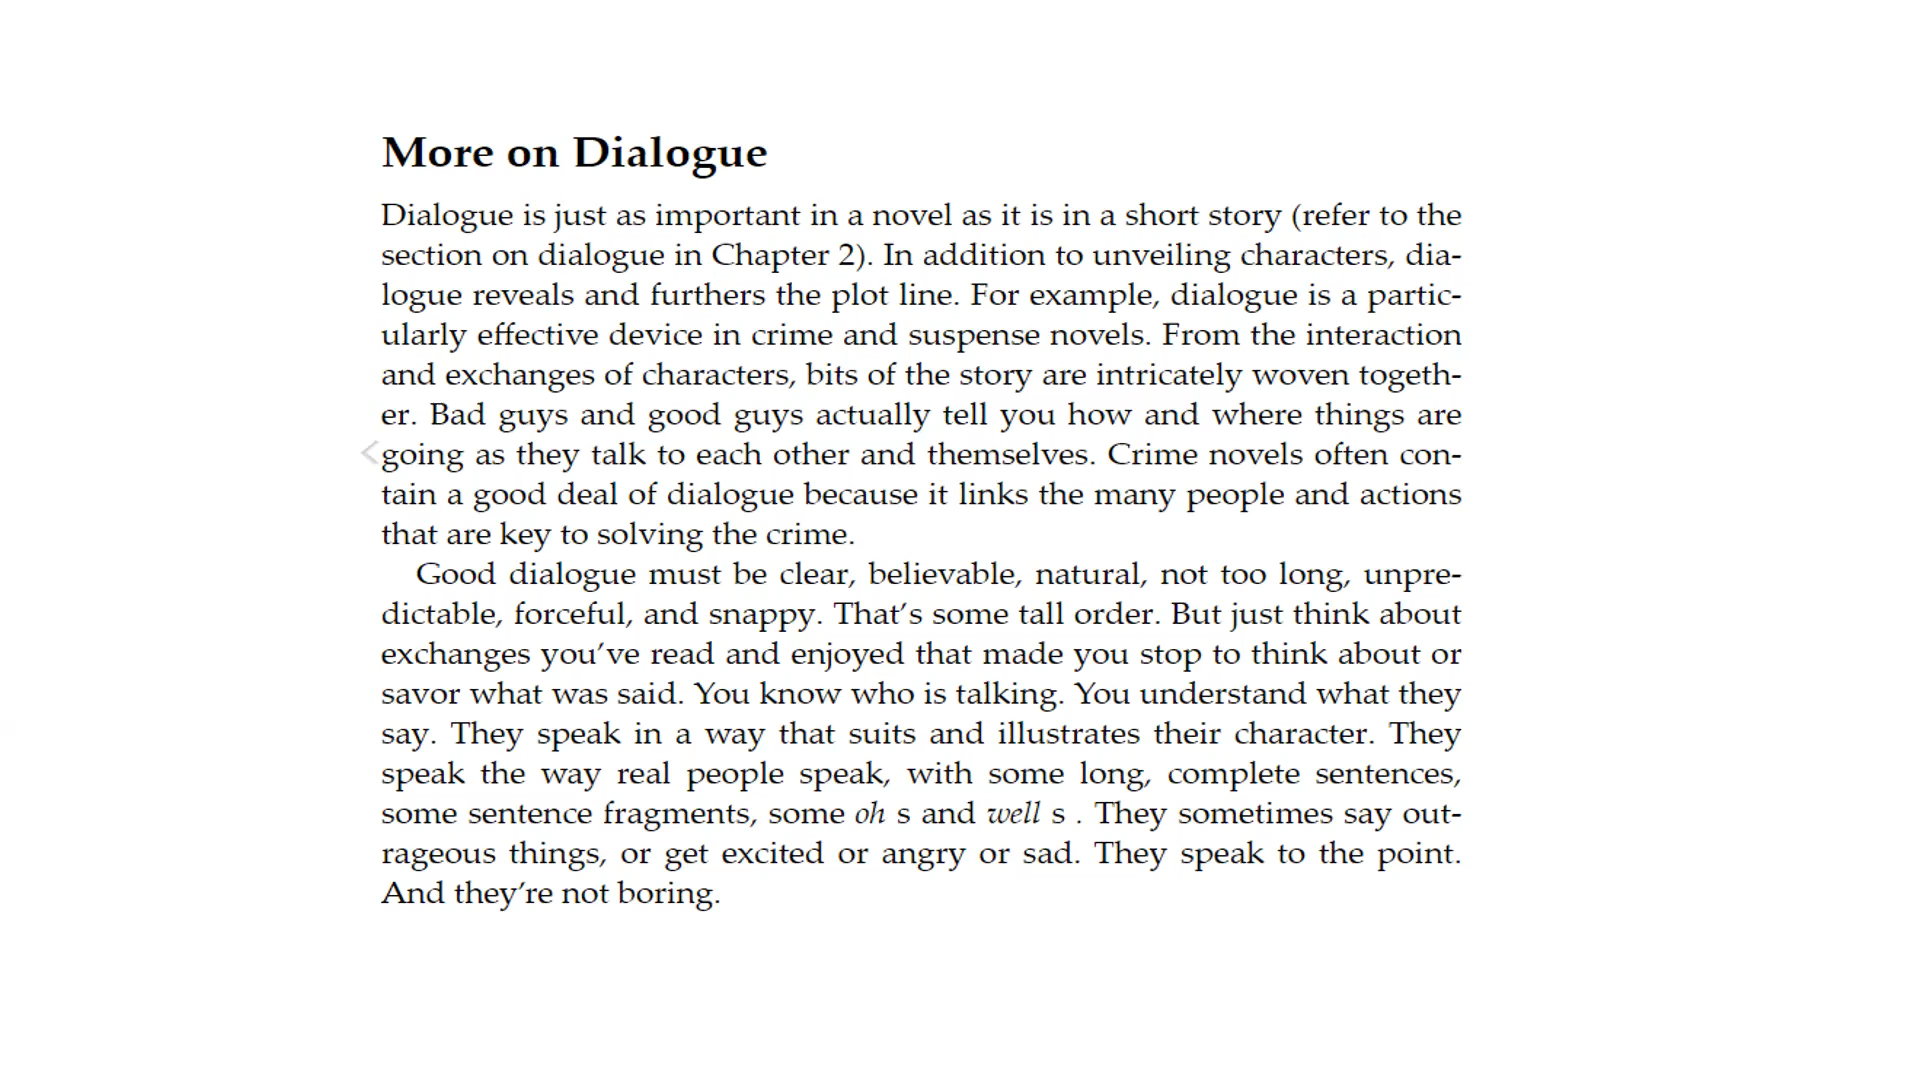 More on Dialogue
Dialogue is just as important in a novel as it is in a short story (refer to the
section on dialogue in Chapter 2). In addition to unveiling characters, dia-
logue reveals and furthers the plot line. For example, dialogue is a partic-
ularly effective device in crime and suspense novels. From the interaction
and exchanges of characters, bits of the story are intricately woven togeth-
er. Bad guys and good guys actually tell you how and where things are
going as they talk to each other and themselves. Crime novels often con-
tain a good deal of dialogue because it links the many people and actions
that are key to solving the crime.
Good dialogue must be clear, believable, natural, not too long, unpre-
dictable, forceful, and snappy. That's some tall order. But just think about
exchanges you've read and enjoyed that made you stop to think about or
savor what was said. You know who is talking. You understand what they
say. They speak in a way that suits and illustrates their character. They
speak the way real people speak, with some long, complete sentences,
some sentence fragments, some oh s and well s . They sometimes say out-
rageous things, or get excited or angry or sad. They speak to the point.
And they're not boring.